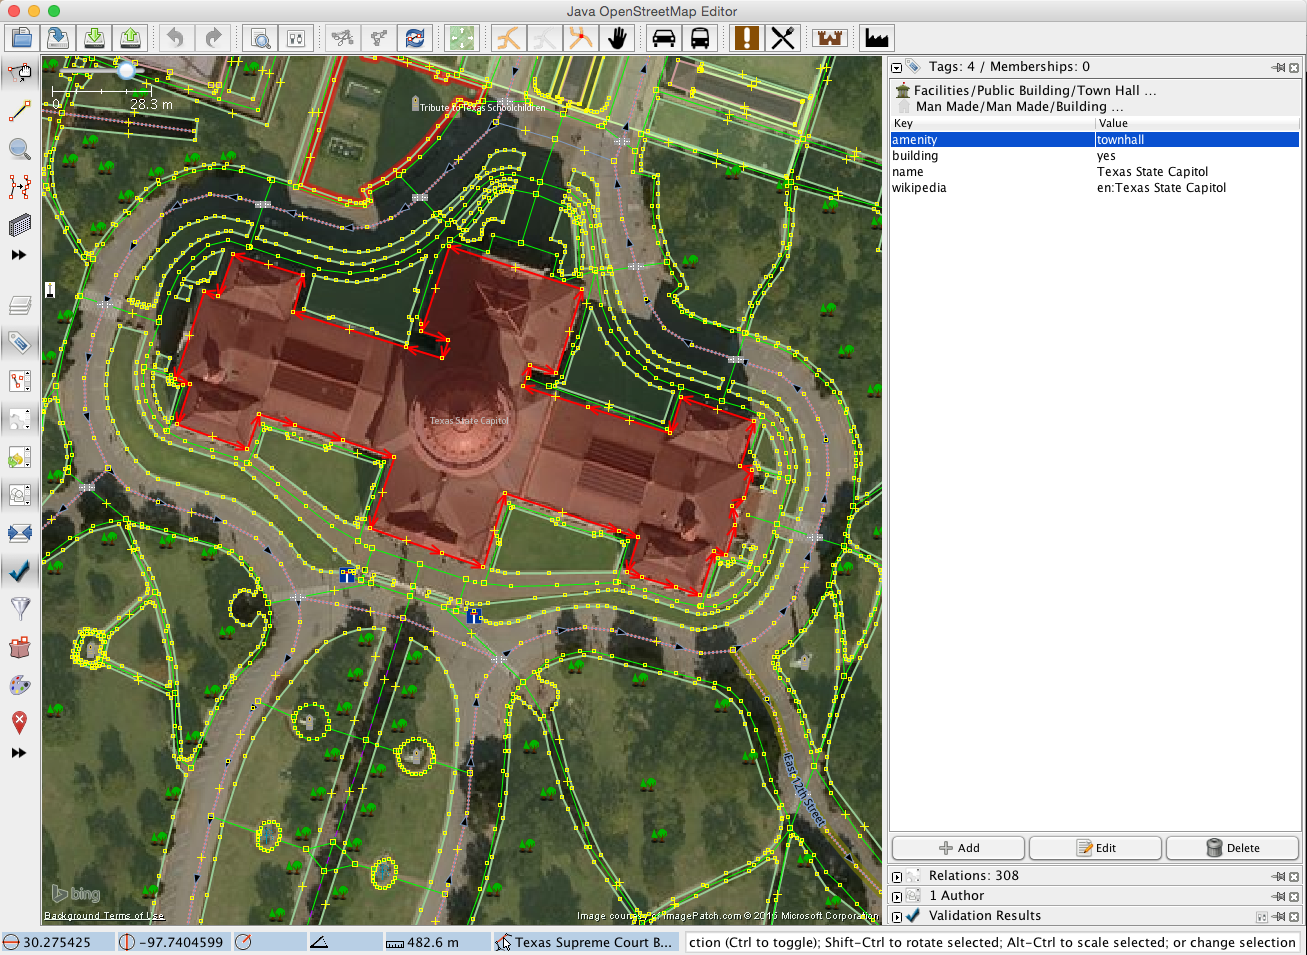 Java OpenStreetMap Editor
0
28.3 m
Tribute to Texas Schoolchildren
Texas State Capitol
East 12th Street
bing
Background Terms of Use
Image courtesy of ImagePatch.com © 2015 Microsoft Corporation
Tags: 4 / Memberships: 0
Facilities/Public Building/Town Hall ...
Man Made/Man Made/Building ...
Key Value
amenity townhall
building yes
name Texas State Capitol
wikipedia en:Texas State Capitol
Add Edit Delete
Relations: 308
1 Author
Validation Results
30.275425 -97.7404599 482.6 m Texas Supreme Court B... ction (Ctrl to toggle); Shift-Ctrl to rotate selected; Alt-Ctrl to scale selected; or change selection